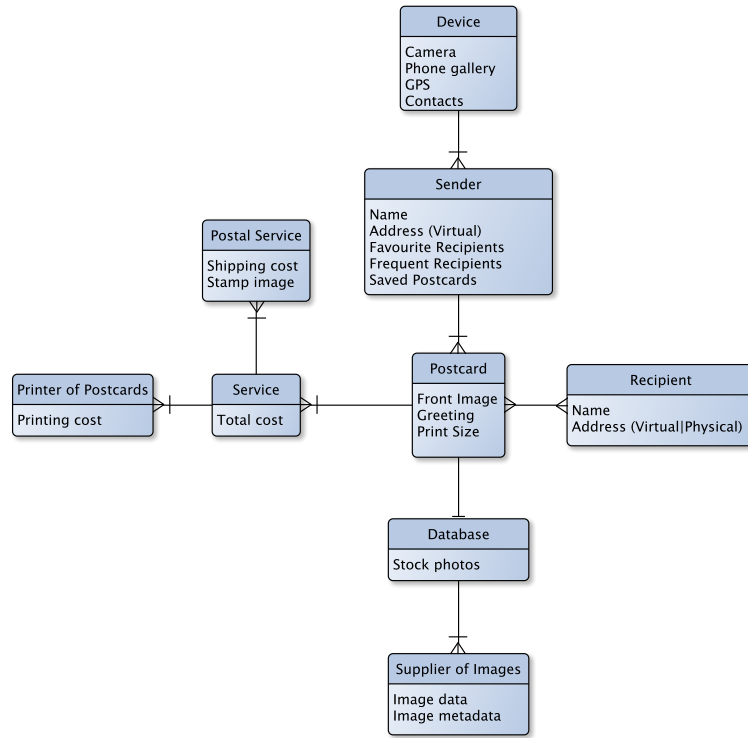 Device
Camera
Phone gallery
GPS
Contacts
Sender
Name
Address (Virtual)
Favourite Recipients
Frequent Recipients
Saved Postcards
Postal Service
Shipping cost
Stamp image
Printer of Postcards
Printing cost
Service
Total cost
Postcard
Front Image
Greeting
Print Size
Recipient
Name
Address (Virtual|Physical)
Database
Stock photos
Supplier of Images
Image data
Image metadata